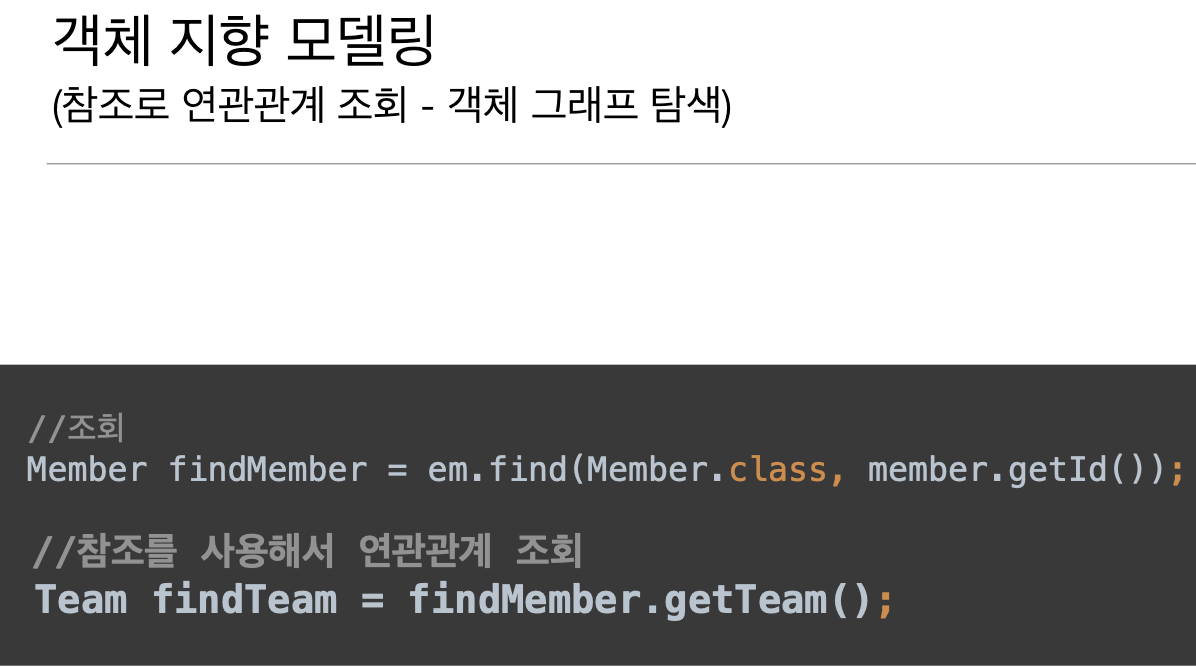 객체 지향 모델링
(참조로 연관관계 조회 - 객체 그래프 탐색)
//조회
Member findMember = em.find(Member.class, member.getId());
//참조를 사용해서 연관관계 조회
Team findTeam = findMember.getTeam();